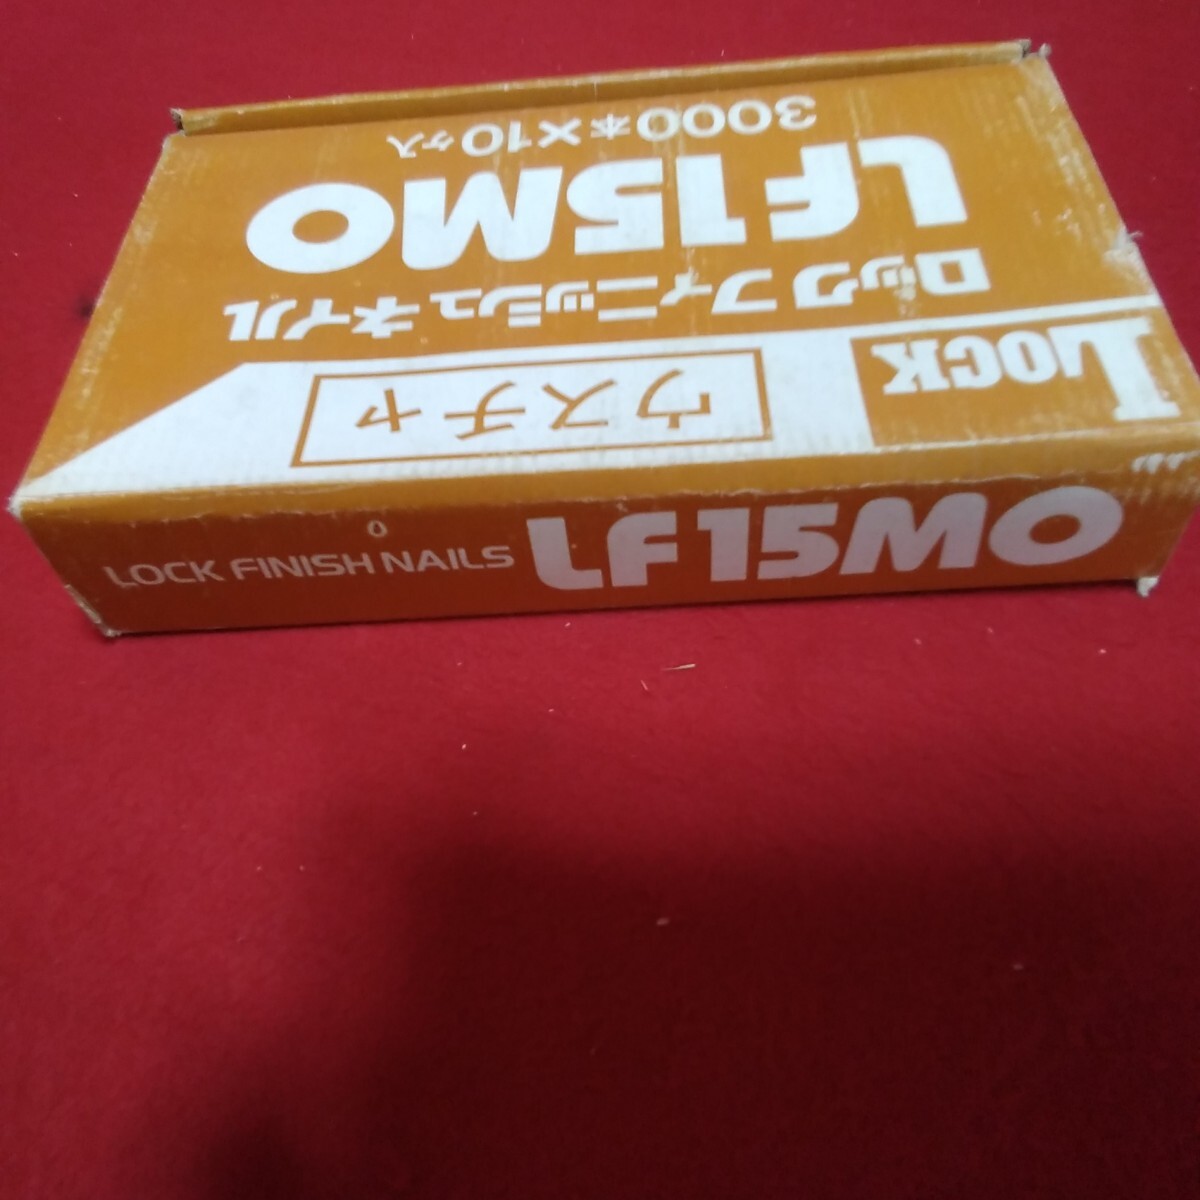 LOCK
ウスチャ
ロックフィニッシュネイル
LF15MO
3000本×10ケ入
LOCK FINISH NAILS LF15MO